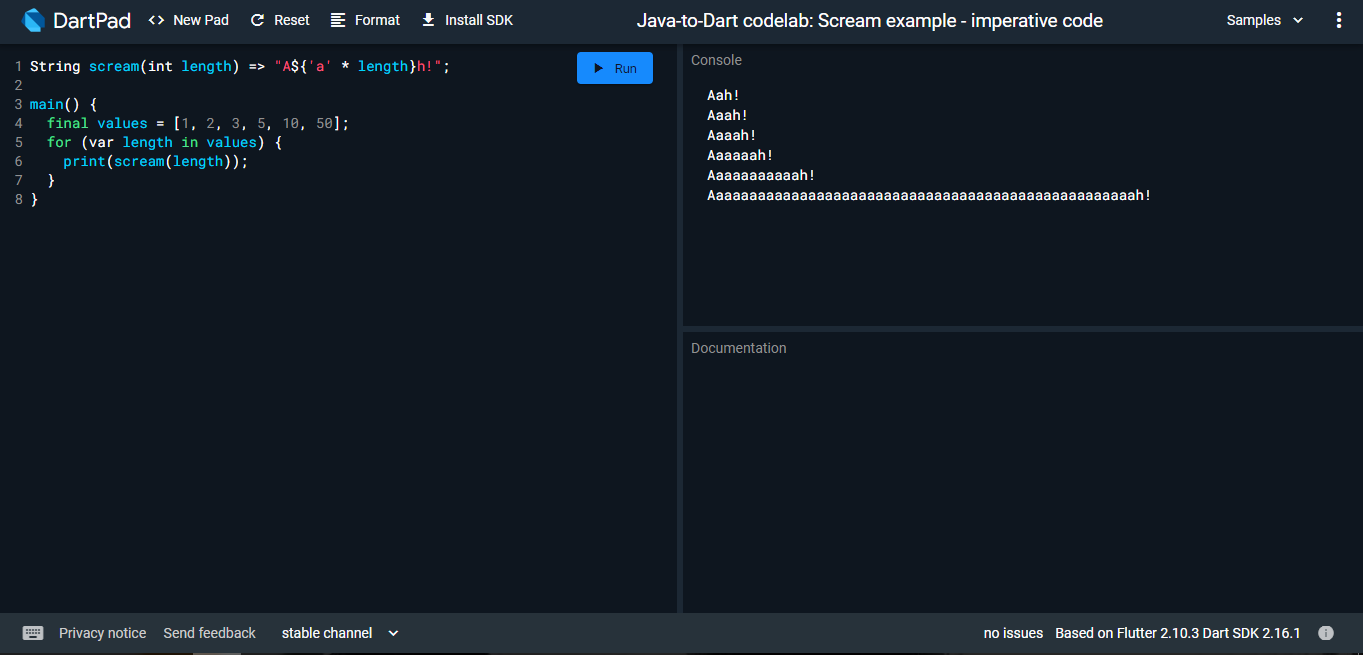 DartPad <> New Pad Reset Format Install SDK Java-to-Dart codelab: Scream example - imperative code Samples
1 String scream(int length) => "A${'a' * length}h!";
2
3 main() {
4   final values = [1, 2, 3, 5, 10, 50];
5   for (var length in values) {
6     print(scream(length));
7   }
8 }
Run
Console
Aah!
Aaah!
Aaaah!
Aaaaaah!
Aaaaaaaaaaah!
Aaaaaaaaaaaaaaaaaaaaaaaaaaaaaaaaaaaaaaaaaaaaaaaaaaah!
Documentation
Privacy notice Send feedback stable channel no issues Based on Flutter 2.10.3 Dart SDK 2.16.1